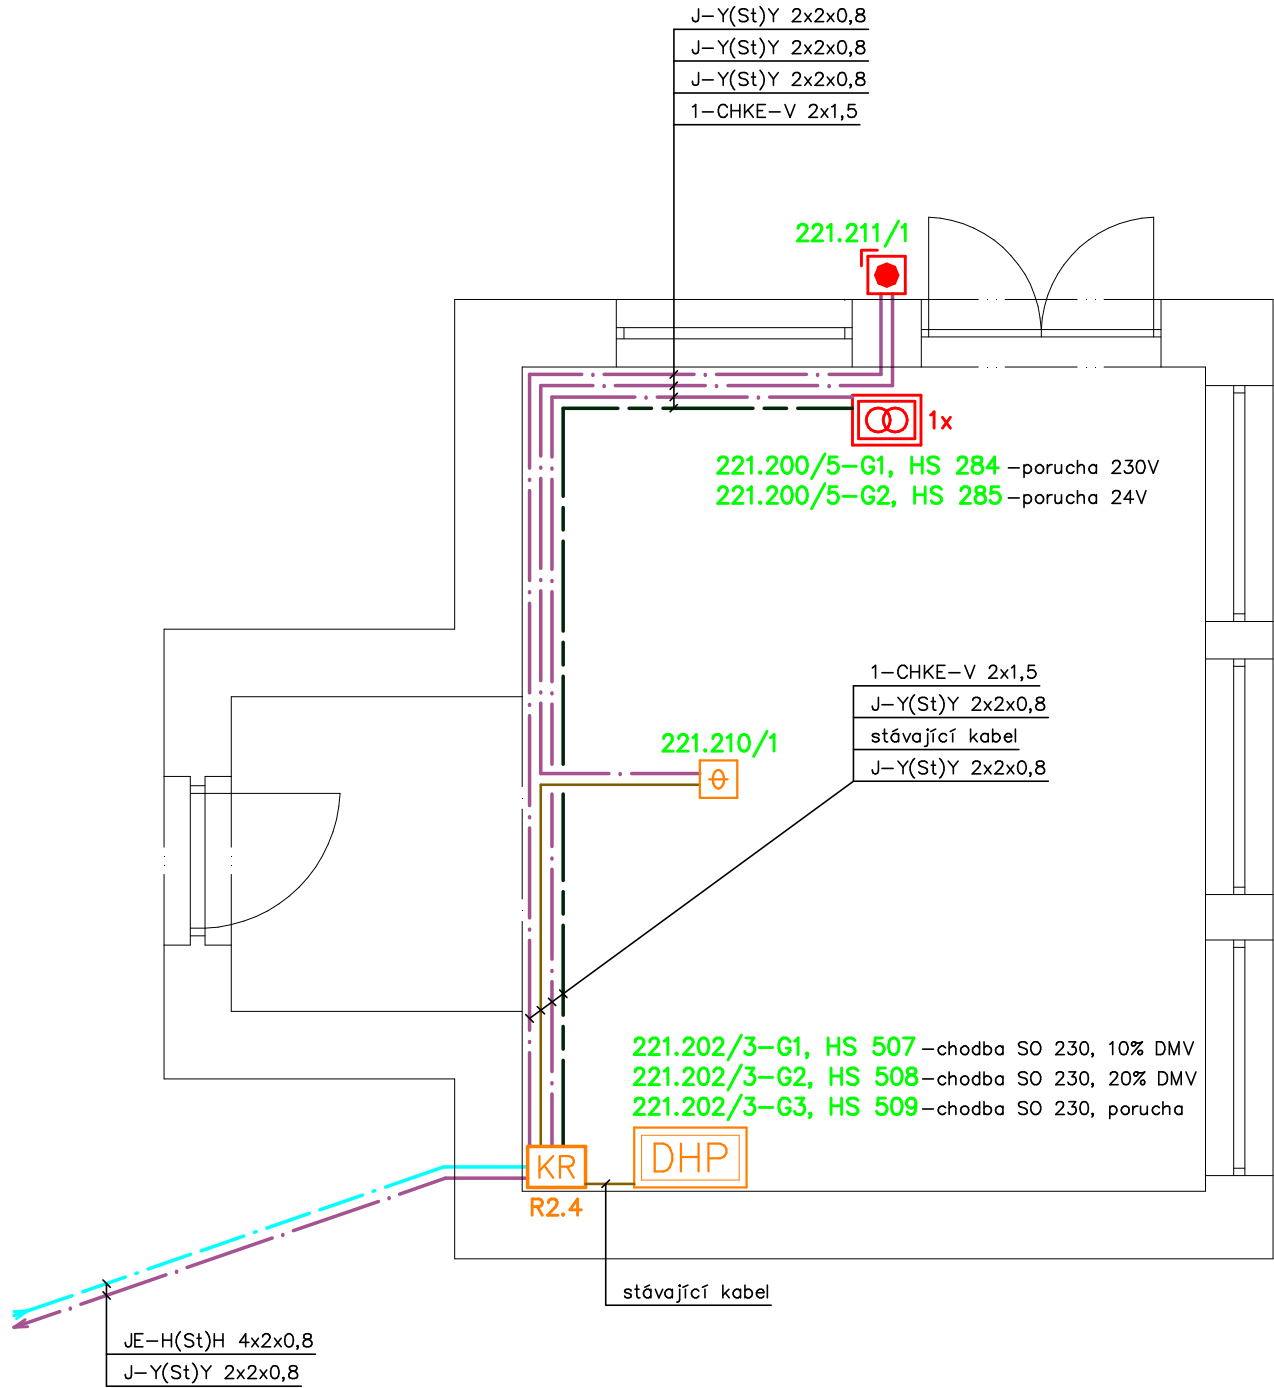 J-Y(St)Y 2x2x0,8
J-Y(St)Y 2x2x0,8
J-Y(St)Y 2x2x0,8
1-CHKE-V 2x1,5
221.211/1
1x
221.200/5-G1, HS 284 -porucha 230V
221.200/5-G2, HS 285 -porucha 24V
1-CHKE-V 2x1,5
J-Y(St)Y 2x2x0,8
stávající kabel
J-Y(St)Y 2x2x0,8
221.210/1
221.202/3-G1, HS 507 -chodba SO 230, 10% DMV
221.202/3-G2, HS 508 -chodba SO 230, 20% DMV
221.202/3-G3, HS 509 -chodba SO 230, porucha
KR
DHP
R2.4
stávající kabel
JE-H(St)H 4x2x0,8
J-Y(St)Y 2x2x0,8